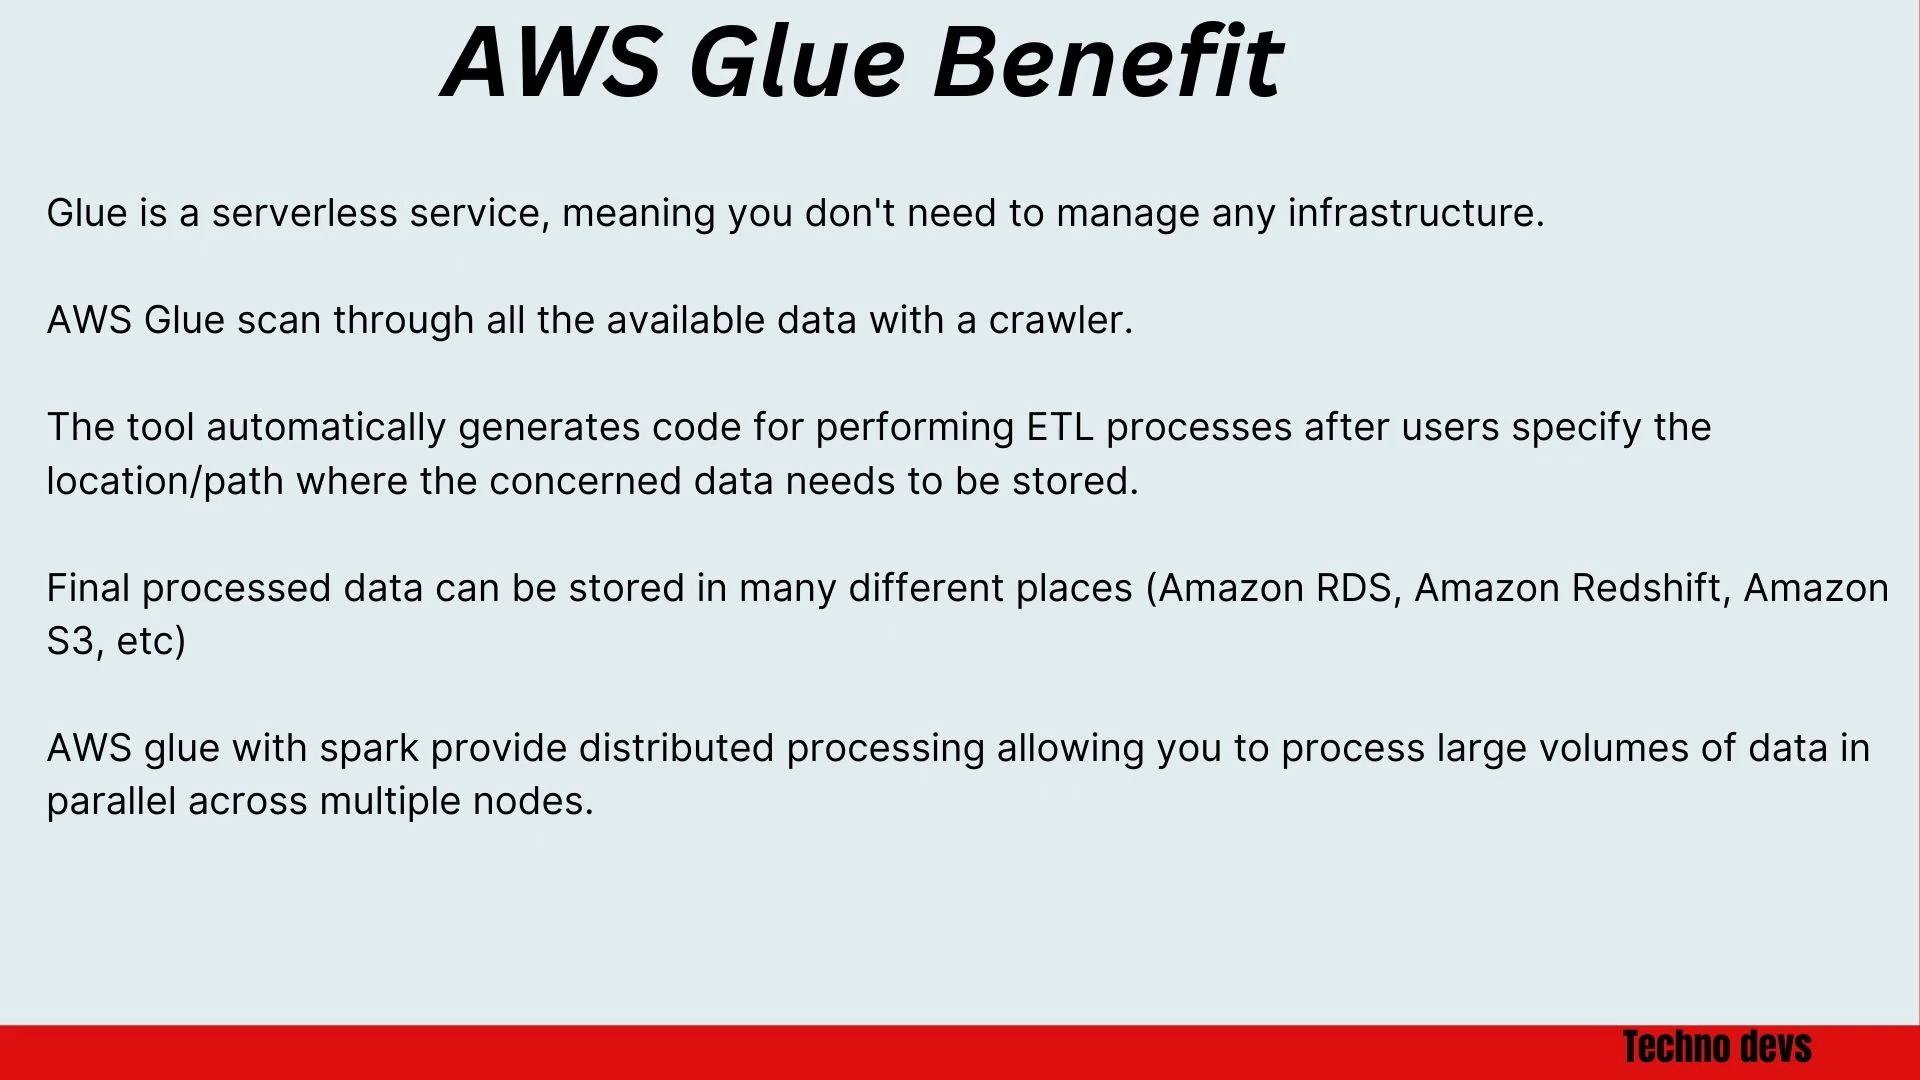 AWS Glue Benefit
Glue is a serverless service, meaning you don't need to manage any infrastructure.
AWS Glue scan through all the available data with a crawler.
The tool automatically generates code for performing ETL processes after users specify the
location/path where the concerned data needs to be stored.
Final processed data can be stored in many different places (Amazon RDS, Amazon Redshift, Amazon
S3, etc)
AWS glue with spark provide distributed processing allowing you to process large volumes of data in
parallel across multiple nodes.
Techno devs